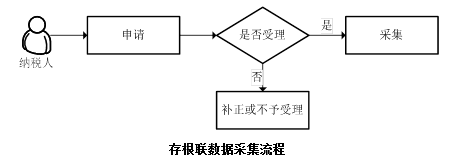 纳税人
申请
是否受理
是
采集
否
补正或不予受理
存根联数据采集流程